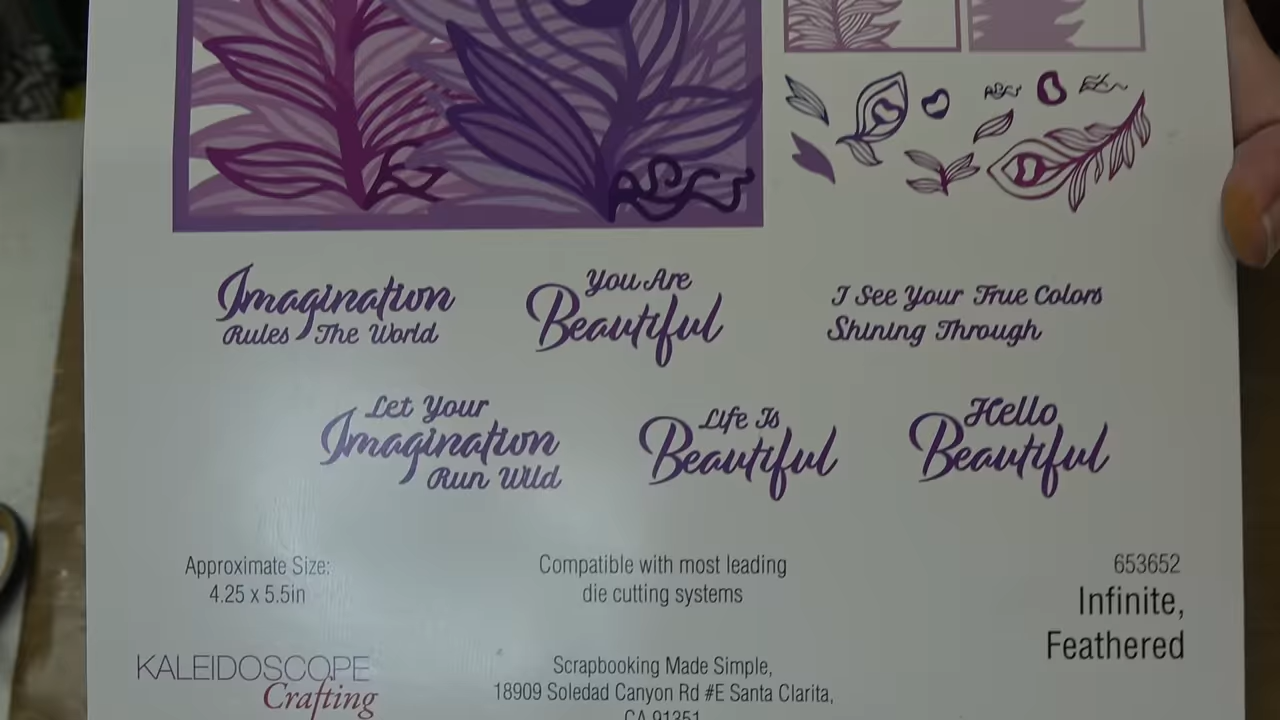 Imagination
Rules The World
You Are
Beautiful
I See Your True Colors
Shining Through
Let Your
Imagination
Run Wild
Life Is
Beautiful
Hello
Beautiful
Approximate Size:
4.25 x 5.5in
Compatible with most leading
die cutting systems
653652
Infinite,
Feathered
KALEIDOSCOPE
Crafting
Scrapbooking Made Simple,
18909 Soledad Canyon Rd #E Santa Clarita,
CA 91351